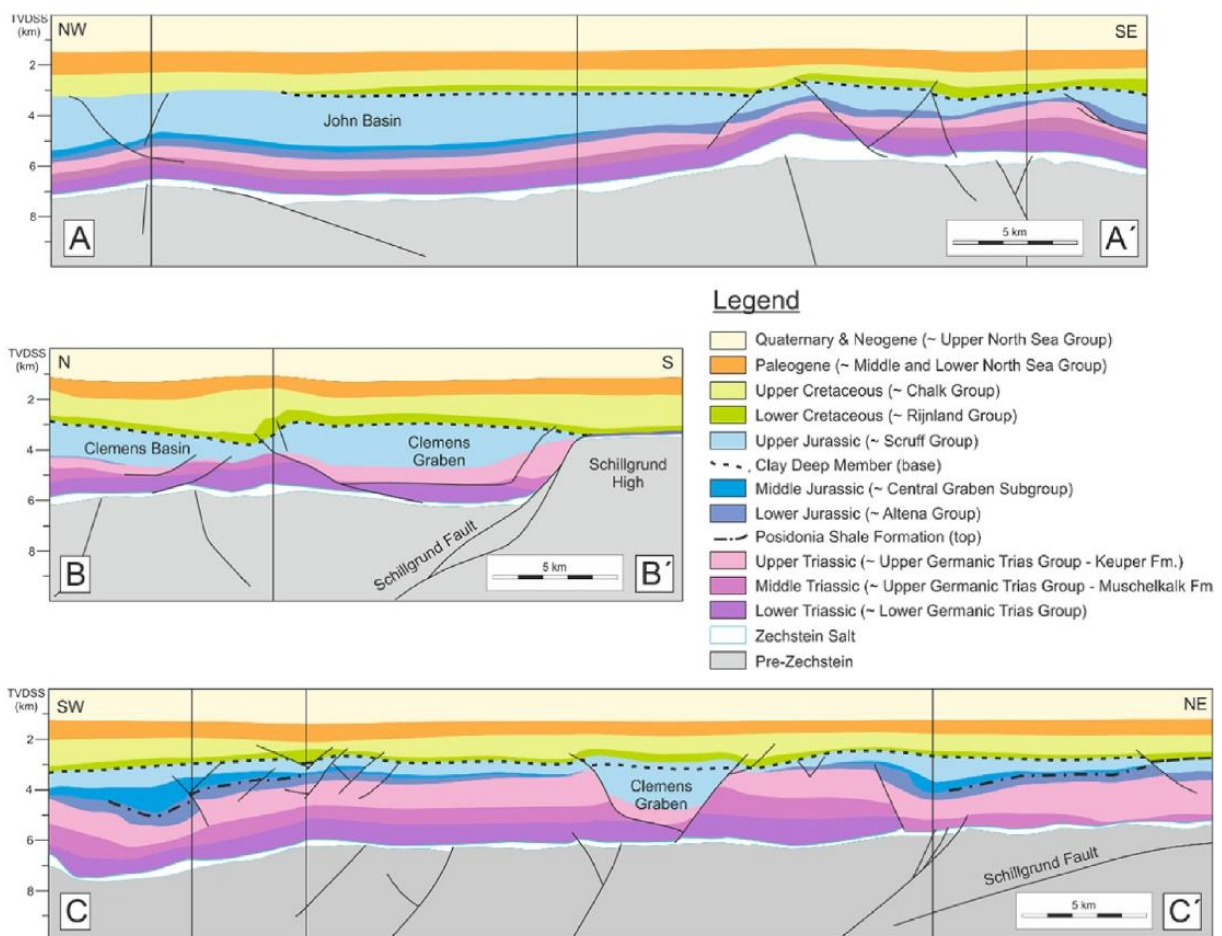 TVDSS
(km)
NW
SE
2
4
6
8
John Basin
A
5 km
A´
Legend
Quaternary & Neogene (~ Upper North Sea Group)
Paleogene (~ Middle and Lower North Sea Group)
Upper Cretaceous (~ Chalk Group)
Lower Cretaceous (~ Rijnland Group)
Upper Jurassic (~ Scruff Group)
Clay Deep Member (base)
Middle Jurassic (~ Central Graben Subgroup)
Lower Jurassic (~ Altena Group)
Posidonia Shale Formation (top)
Upper Triassic (~ Upper Germanic Trias Group - Keuper Fm.)
Middle Triassic (~ Upper Germanic Trias Group - Muschelkalk Fm
Lower Triassic (~ Lower Germanic Trias Group)
Zechstein Salt
Pre-Zechstein
TVDSS
(km)
N
S
2
4
6
8
Clemens Basin
Clemens
Graben
Schillgrund
High
Schillgrund Fault
B
5 km
B´
TVDSS
(km)
SW
NE
2
4
6
8
Clemens
Graben
Schillgrund Fault
C
5 km
C´